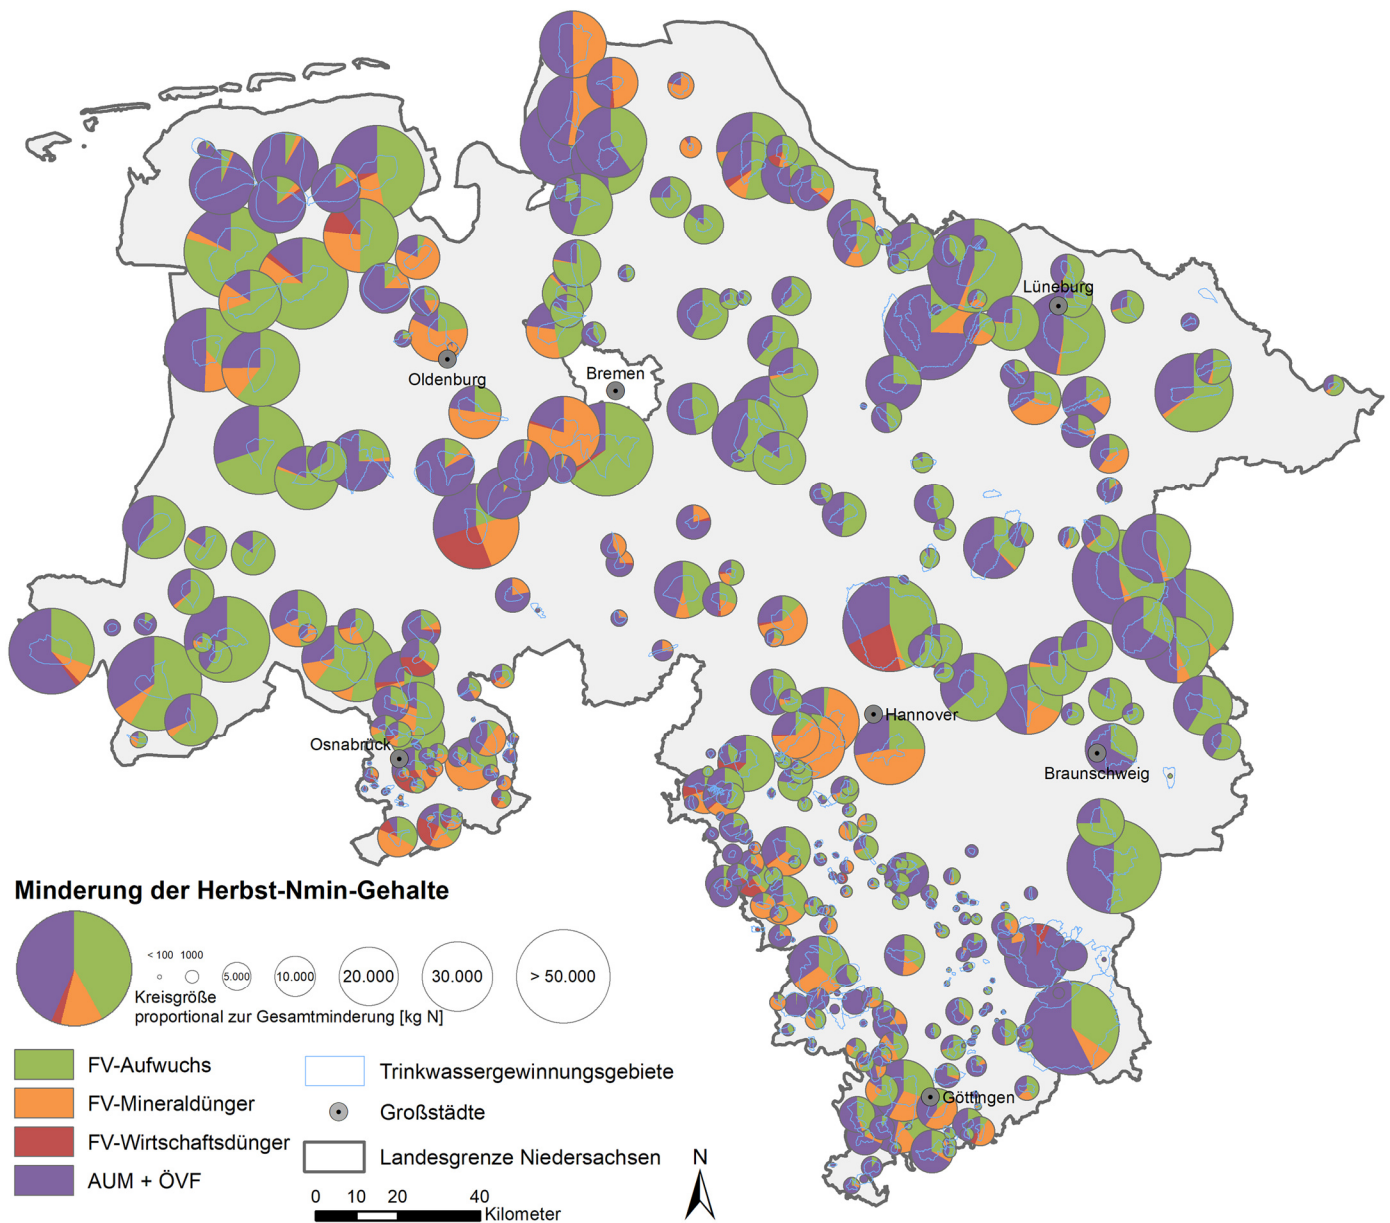 Lüneburg
Oldenburg
Bremen
Hannover
Osnabrück
Braunschweig
Göttingen
Minderung der Herbst-Nmin-Gehalte
< 100
1000
5.000
10.000
20.000
30.000
> 50.000
Kreisgröße
proportional zur Gesamtminderung [kg N]
FV-Aufwuchs
FV-Mineraldünger
FV-Wirtschaftsdünger
AUM + ÖVF
Trinkwassergewinnungsgebiete
Großstädte
Landesgrenze Niedersachsen
0 10 20 40
Kilometer
N